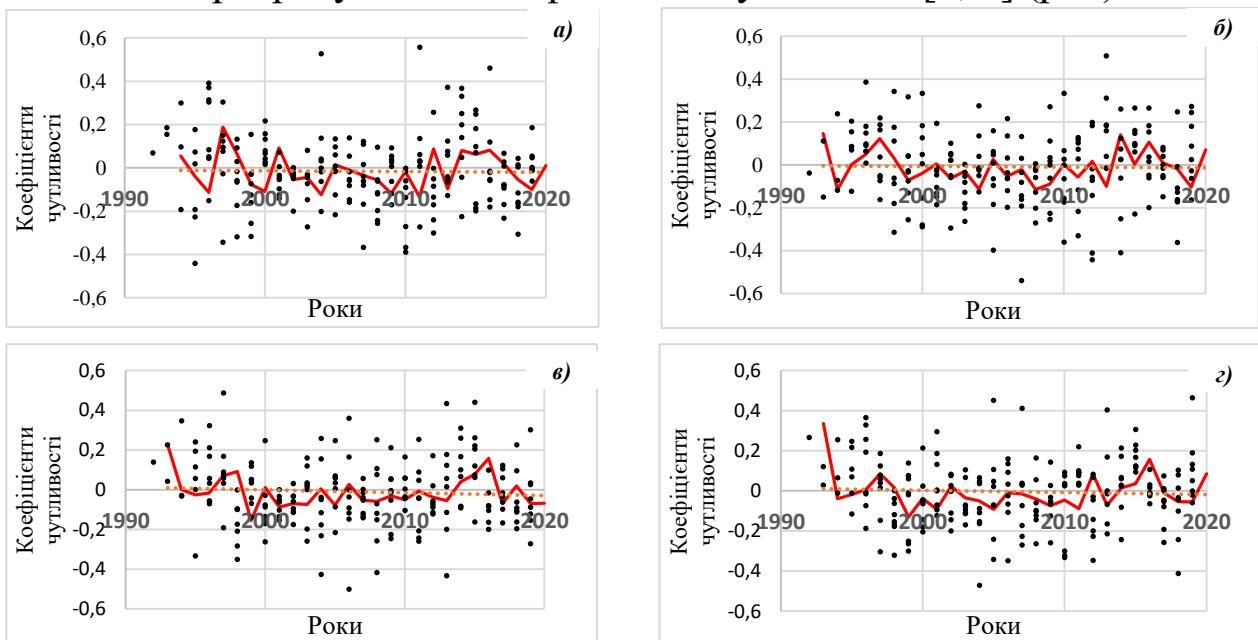 а)
0,6
0,4
0,2
0
-0,2
-0,4
-0,6
1990
2000
2010
2020
Коефіцієнти
чутливості
Роки
б)
0,6
0,4
0,2
0
-0,2
-0,4
-0,6
1990
2000
2010
2020
Коефіцієнти
чутливості
Роки
в)
0,6
0,4
0,2
0
-0,2
-0,4
-0,6
1990
2000
2010
2020
Коефіцієнти
чутливості
Роки
г)
0,6
0,4
0,2
0
-0,2
-0,4
-0,6
1990
2000
2010
2020
Коефіцієнти
чутливості
Роки